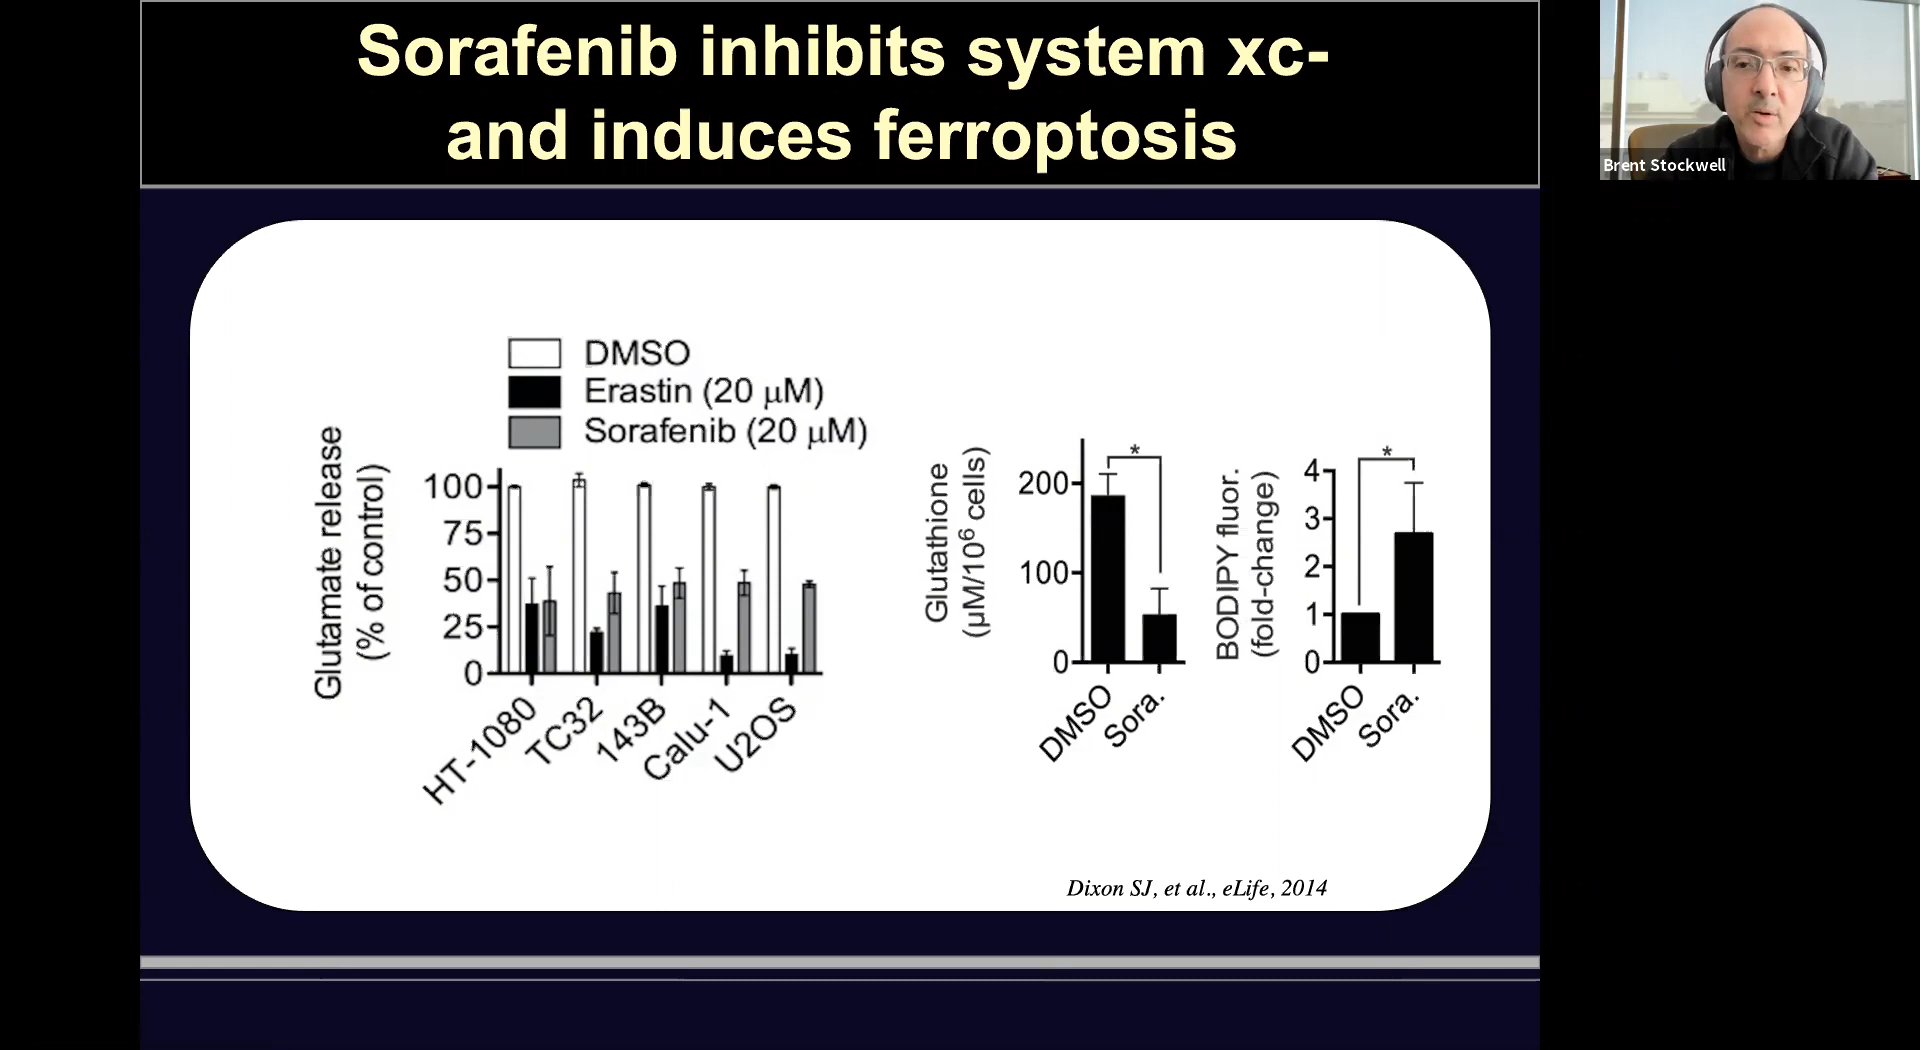 Sorafenib inhibits system xc-
and induces ferroptosis
Brent Stockwell
DMSO
Erastin (20 μM)
Sorafenib (20 μM)
Glutamate release
(% of control)
100
75
50
25
0
HT-1080
TC32
143B
Calu-1
U2OS
Glutathione
(μM/10⁶ cells)
200
100
0
*
DMSO
Sora.
BODIPY fluor.
(fold-change)
4
3
2
1
0
*
DMSO
Sora.
Dixon SJ, et al., eLife, 2014